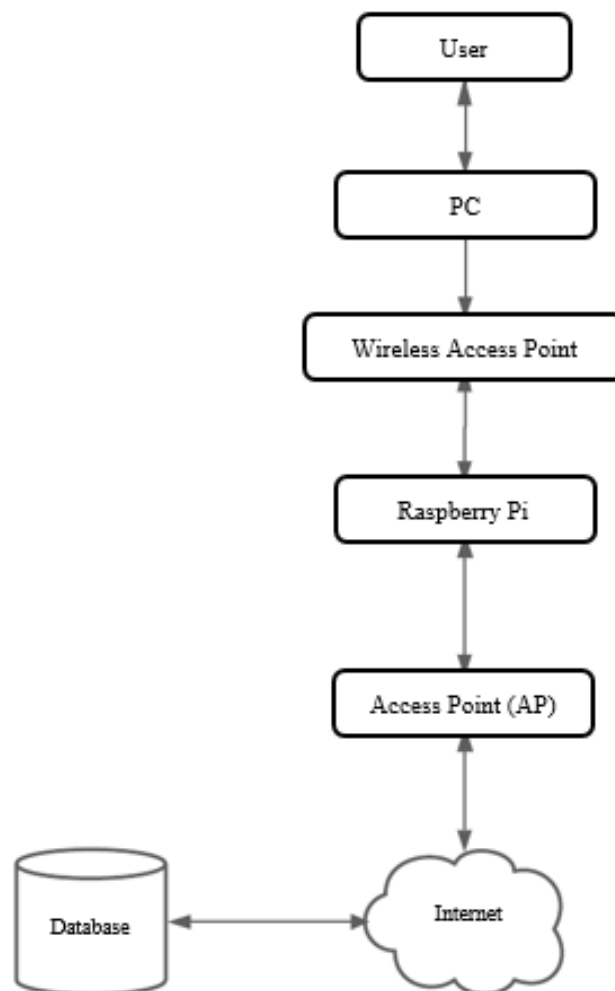 User
PC
Wireless Access Point
Raspberry Pi
Access Point (AP)
Database
Internet